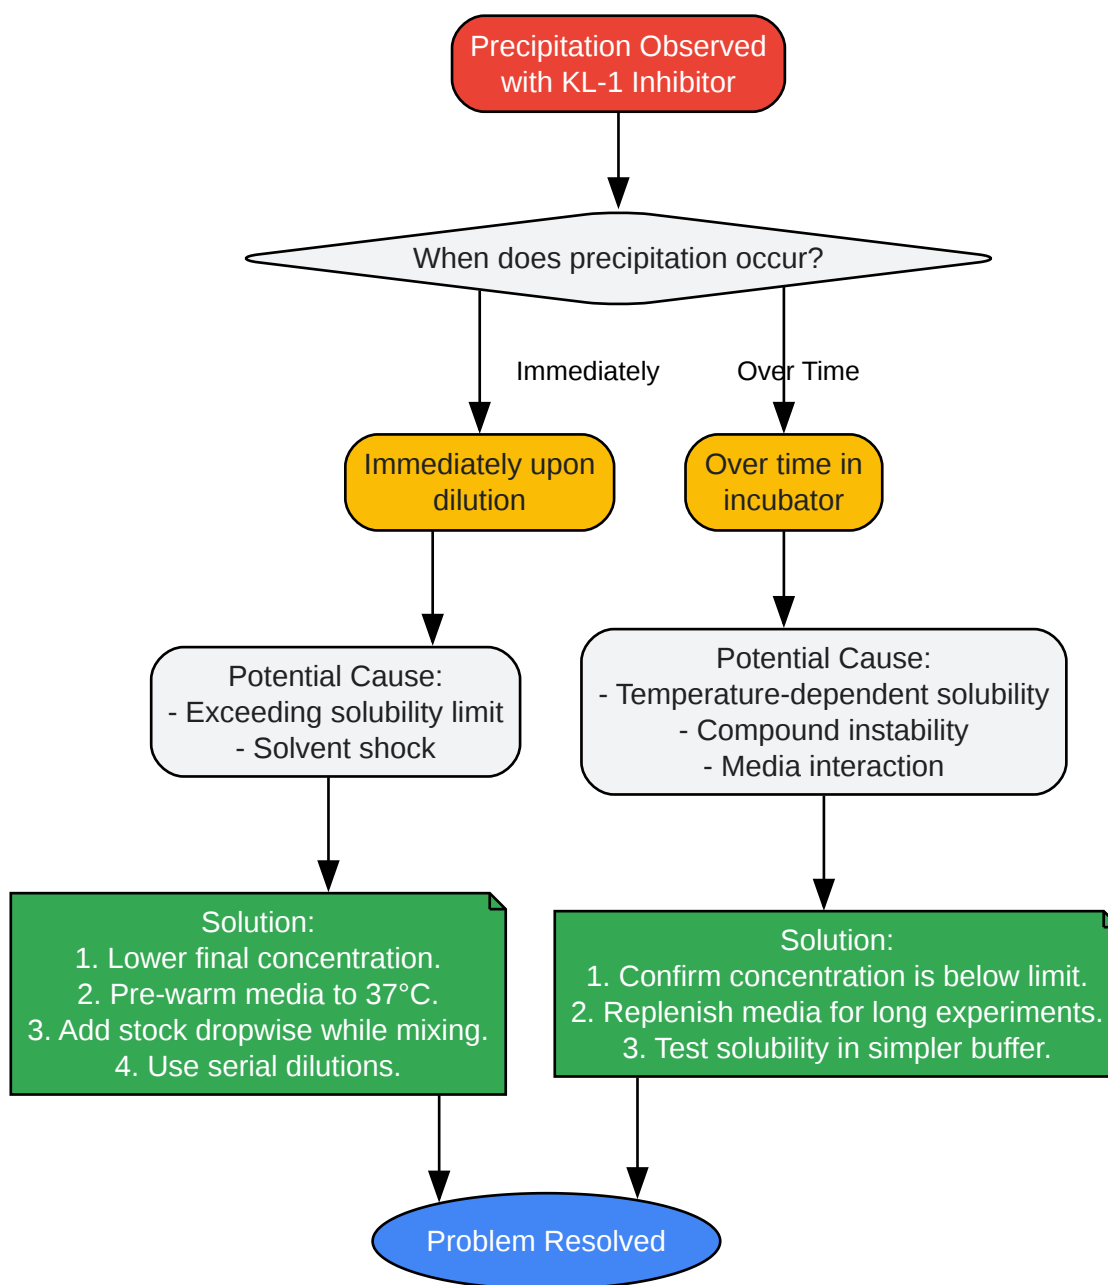 Precipitation Observed
with KL-1 Inhibitor
When does precipitation occur?
Immediately
Over Time
Immediately upon
dilution
Over time in
incubator
Potential Cause:
- Exceeding solubility limit
- Solvent shock
Potential Cause:
- Temperature-dependent solubility
- Compound instability
- Media interaction
Solution:
1. Lower final concentration.
2. Pre-warm media to 37°C.
3. Add stock dropwise while mixing.
4. Use serial dilutions.
Solution:
1. Confirm concentration is below limit.
2. Replenish media for long experiments.
3. Test solubility in simpler buffer.
Problem Resolved